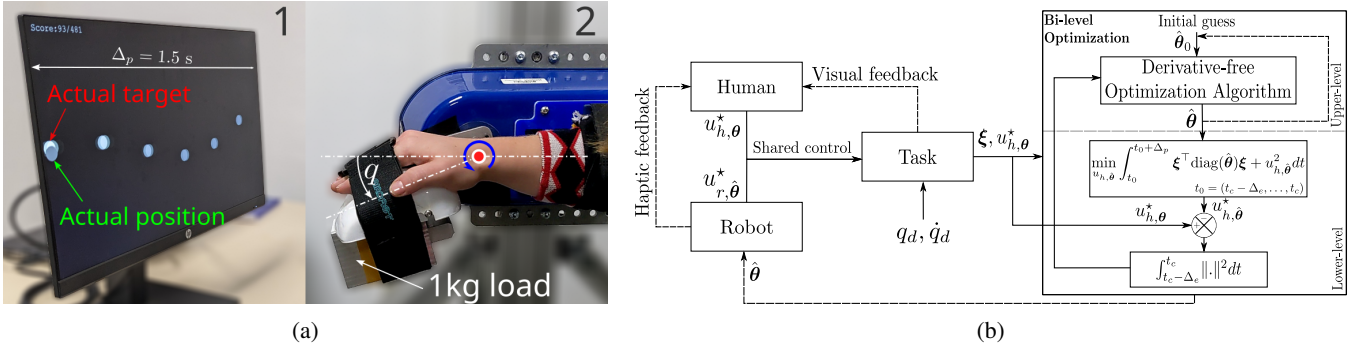 Score:93/481
1
Δ_p = 1.5 s
Actual target
Actual position
2
q
1kg load
(a)
Haptic feedback
Human
u*_{h,θ}
u*_{r,θ̂}
Robot
Visual feedback
Shared control
Task
q_d, q̇_d
ξ, u*_{h,θ}
θ̂
Bi-level
Optimization
Initial guess
θ̂_0
Derivative-free
Optimization Algorithm
θ̂
Upper-level
min_{u_{h,θ̂}} ∫_{t_0}^{t_0+Δ_p} ξ^⊤diag(θ̂)ξ + u²_{h,θ̂}dt
t_0 = (t_c − Δ_e, ..., t_c)
u*_{h,θ}
u*_{h,θ̂}
∫_{t_c−Δ_e}^{t_c} ‖.‖²dt
Lower-level
(b)